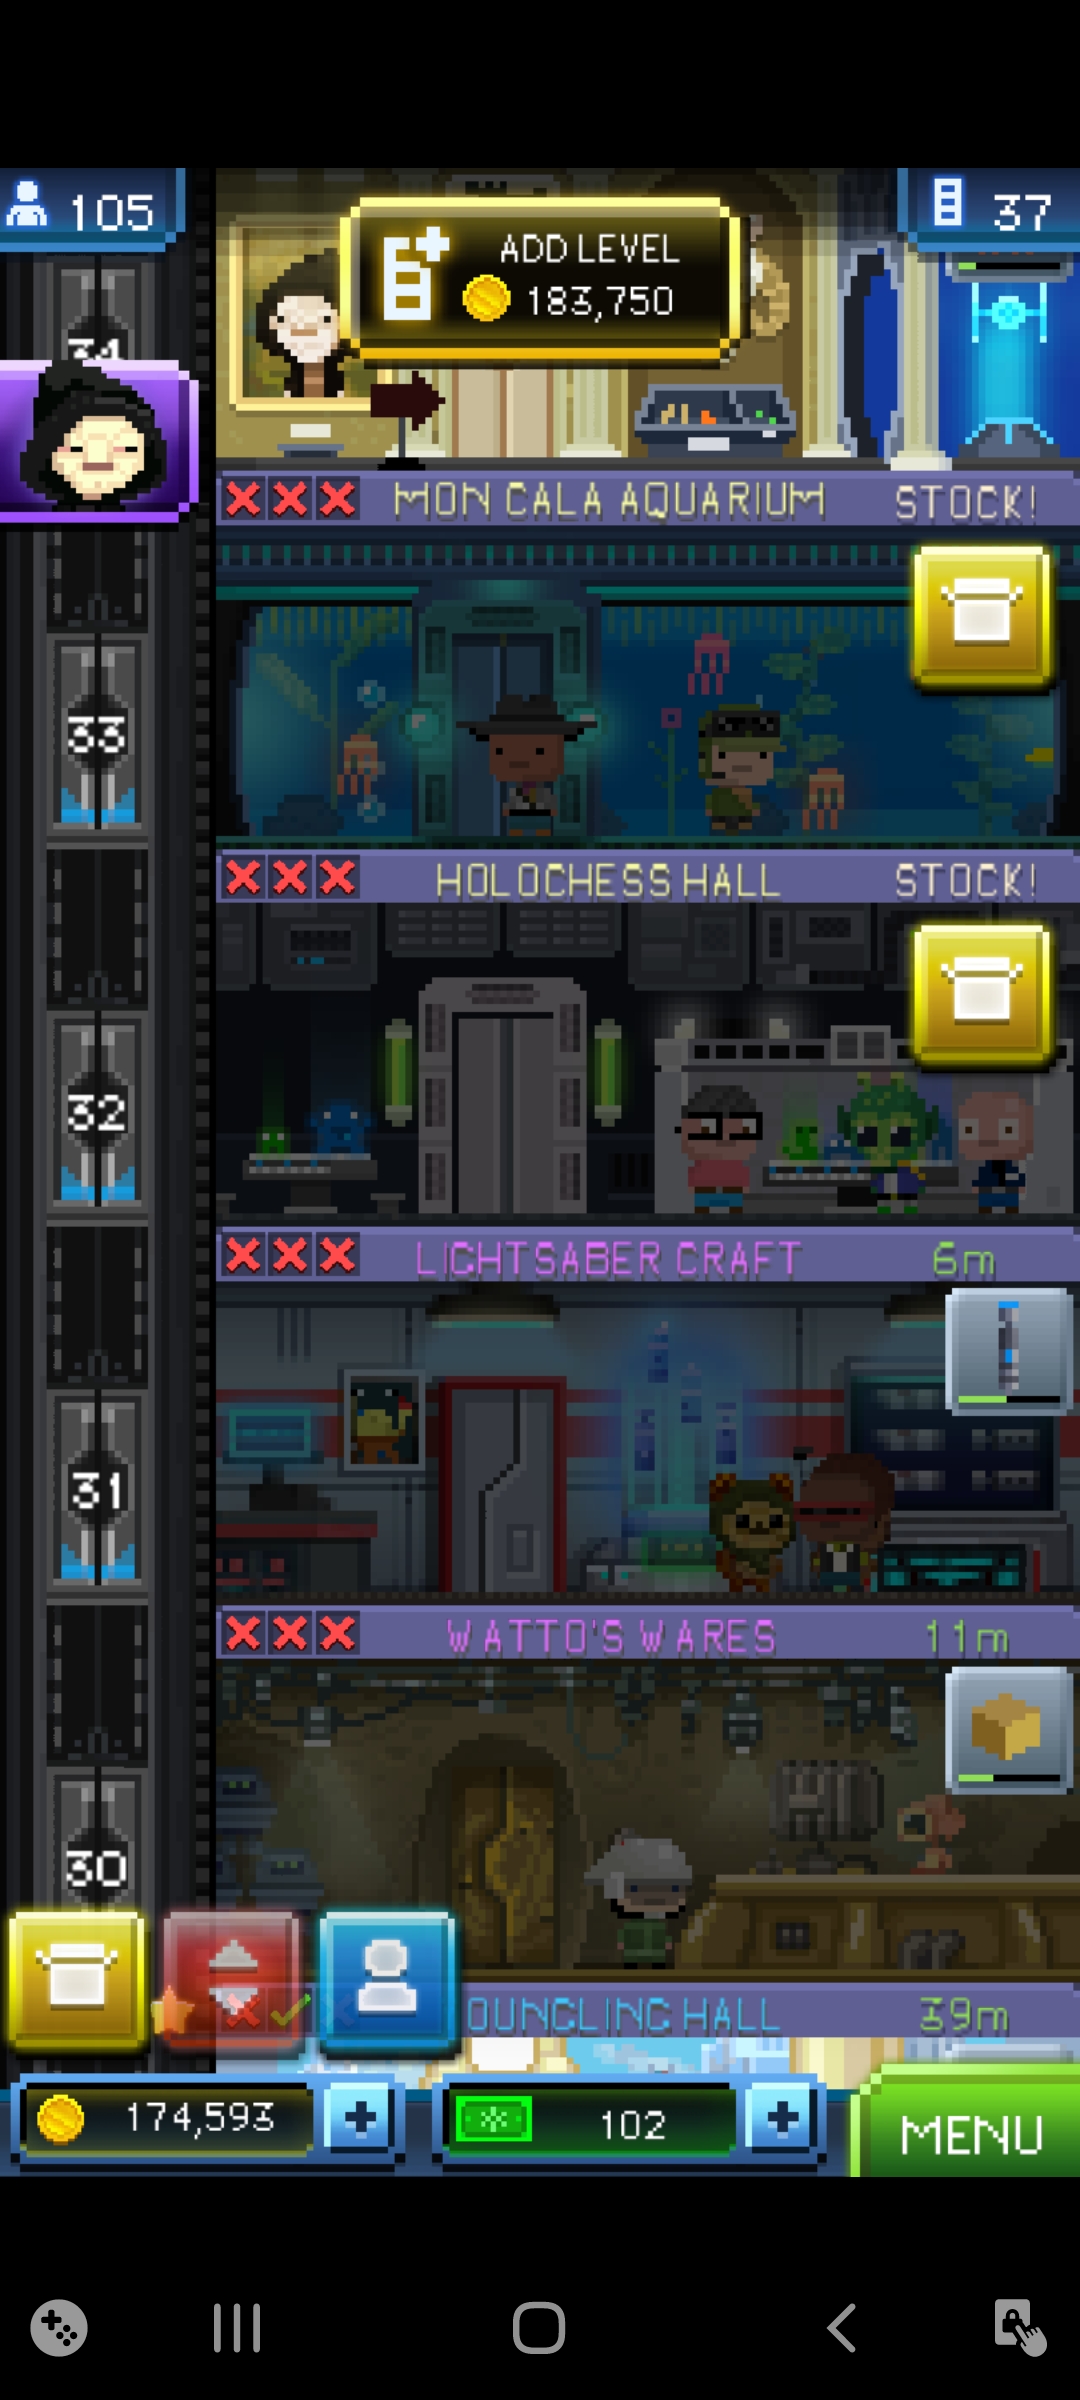 105
ADD LEVEL
183,750
37
34
MON CALA AQUARIUM STOCK!
33
HOLOCHESS HALL STOCK!
32
LIGHTSABER CRAFT 6m
31
WATTO'S WARES 11m
30
OUNGLING HALL 39m
174,593
102
MENU